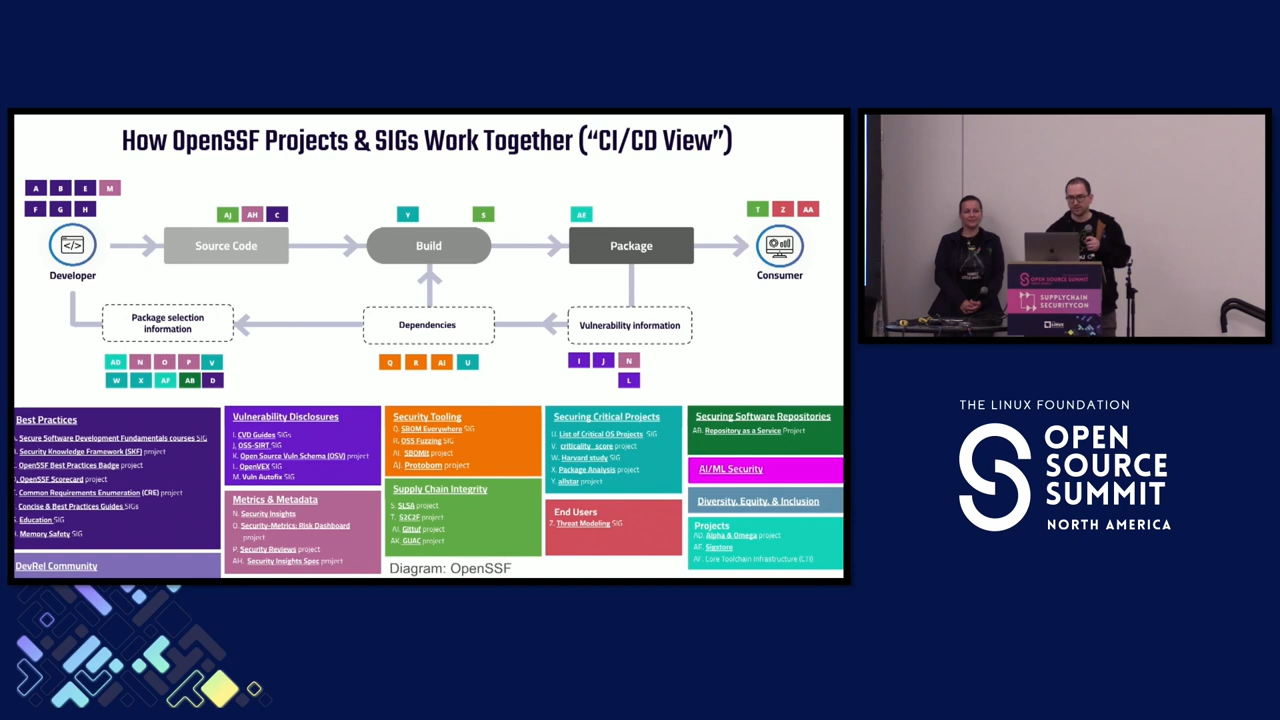 How OpenSSF Projects & SIGs Work Together (“CI/CD View”)
A B E M
F G H
AJ AH C
Y S
AE
T Z AA
Developer
Source Code
Build
Package
Consumer
Package selection
information
Dependencies
Vulnerability information
AD N O P V
W X AF AB D
Q R AI U
I J N
L
Best Practices
Secure Software Development Fundamentals courses SIG
Security Knowledge Framework (SKF) project
OpenSSF Best Practices Badge project
OpenSSF Scorecard project
Common Requirements Enumeration (CRE) project
Concise & Best Practices Guides SIGs
Education SIG
Memory Safety SIG
DevRel Community
Vulnerability Disclosures
I. CVD Guides SIGs
J. OSS-SIRT SIG
K. Open Source Vuln Schema (OSV) project
L. OpenVEX SIG
M. Vuln Autofix SIG
Metrics & Metadata
N. Security Insights
O. Security-Metrics: Risk Dashboard
project
P. Security Reviews project
AH. Security Insights Spec project
Security Tooling
Q. SBOM Everywhere SIG
R. OSS Fuzzing SIG
AI. SBOMit project
AJ. Protobom project
Supply Chain Integrity
S. SLSA project
T. S2C2F project
AI. Gittuf project
AK. GUAC project
Diagram: OpenSSF
Securing Critical Projects
U. List of Critical OS Projects SIG
V. criticality_score project
W. Harvard study SIG
X. Package Analysis project
Y. allstar project
End Users
Z. Threat Modeling SIG
Securing Software Repositories
AB. Repository as a Service Project
AI/ML Security
Diversity, Equity, & Inclusion
Projects
AD. Alpha & Omega project
AE. Sigstore
AF. Core Toolchain Infrastructure (CTI)
OPEN SOURCE SUMMIT
SUPPLYCHAIN
SECURITYCON
LINUX
THE LINUX FOUNDATION
OPEN
SOURCE
SUMMIT
NORTH AMERICA